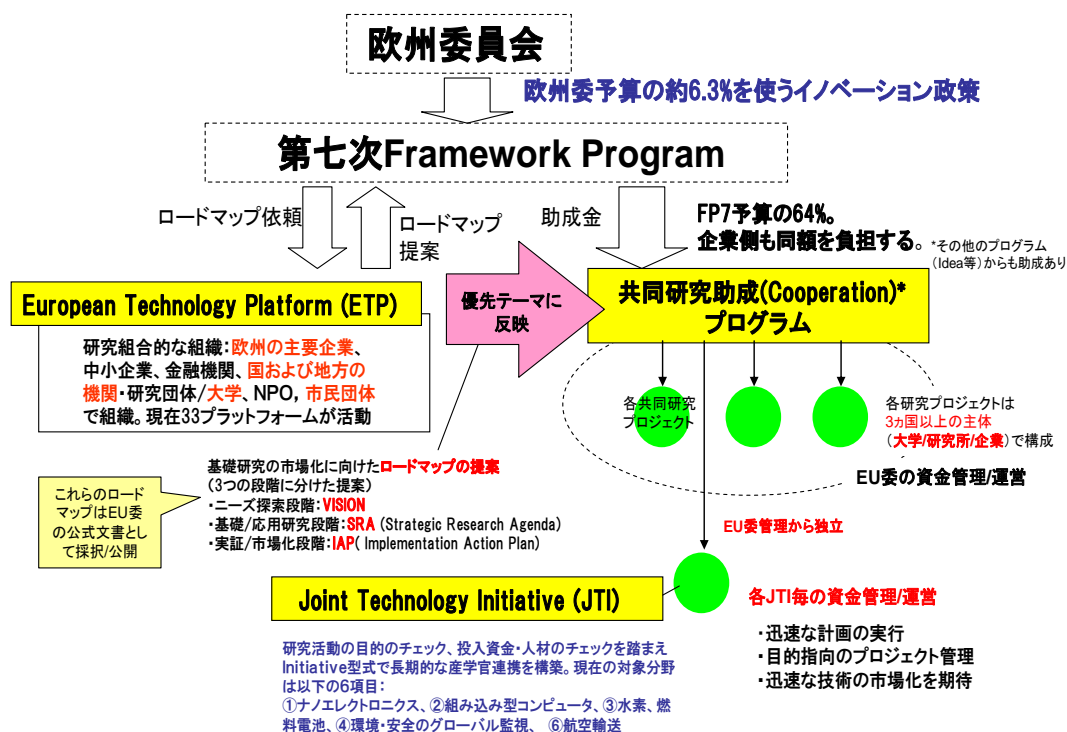 欧州委員会
欧州委予算の約6.3%を使うイノベーション政策
第七次Framework Program
ロードマップ依頼
ロードマップ
提案
助成金
FP7予算の64%。
企業側も同額を負担する。
*その他のプログラム
(Idea等)からも助成あり
European Technology Platform (ETP)
優先テーマに
反映
共同研究助成(Cooperation)*
プログラム
研究組合的な組織:欧州の主要企業、
中小企業、金融機関、国および地方の
機関・研究団体/大学、NPO, 市民団体
で組織。現在33プラットフォームが活動
各共同研究
プロジェクト
各研究プロジェクトは
3ヵ国以上の主体
(大学/研究所/企業)で構成
EU委の資金管理/運営
基礎研究の市場化に向けたロードマップの提案
(3つの段階に分けた提案)
・ニーズ探索段階:VISION
・基礎/応用研究段階:SRA (Strategic Research Agenda)
・実証/市場化段階:IAP( Implementation Action Plan)
これらのロード
マップはEU委
の公式文書とし
て採択/公開
EU委管理から独立
Joint Technology Initiative (JTI)
各JTI毎の資金管理/運営
・迅速な計画の実行
・目的指向のプロジェクト管理
・迅速な技術の市場化を期待
研究活動の目的のチェック、投入資金・人材のチェックを踏まえ
Initiative型式で長期的な産学官連携を構築。現在の対象分野
は以下の6項目:
①ナノエレクトロニクス、②組み込み型コンピュータ、③水素、燃
料電池、④環境・安全のグローバル監視、 ⑥航空輸送